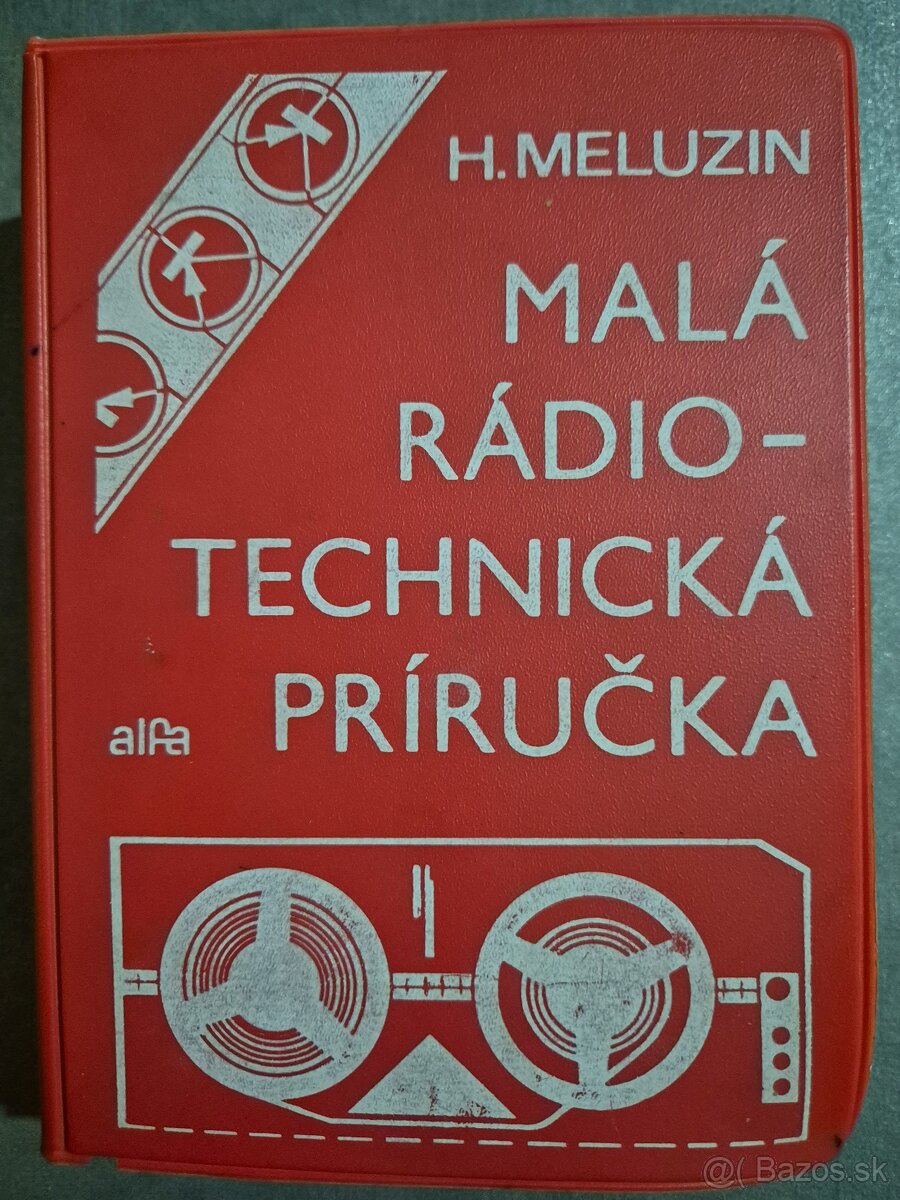 H. MELUZIN
MALÁ
RÁDIO-
TECHNICKÁ
PRÍRUČKA
alfa
@( Bazos.sk